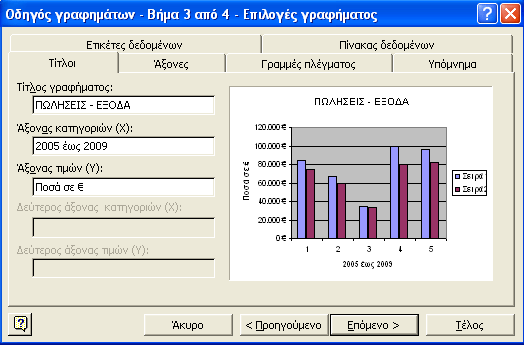 Οδηγός γραφημάτων - Βήμα 3 από 4 - Επιλογές γραφήματος
Ετικέτες δεδομένων
Πίνακας δεδομένων
Τίτλοι
Άξονες
Γραμμές πλέγματος
Υπόμνημα
Τίτλος γραφήματος:
ΠΩΛΗΣΕΙΣ - ΕΞΟΔΑ
Άξονας κατηγοριών (X):
2005 έως 2009
Άξονας τιμών (Y):
Ποσά σε €
Δεύτερος άξονας κατηγοριών (X):
Δεύτερος άξονας τιμών (Y):
ΠΩΛΗΣΕΙΣ - ΕΞΟΔΑ
120.000 €
100.000 €
80.000 €
60.000 €
40.000 €
20.000 €
0 €
Ποσά σε €
1 2 3 4 5
2005 έως 2009
Σειρά1
Σειρά2
?
Άκυρο
< Προηγούμενο
Επόμενο >
Τέλος